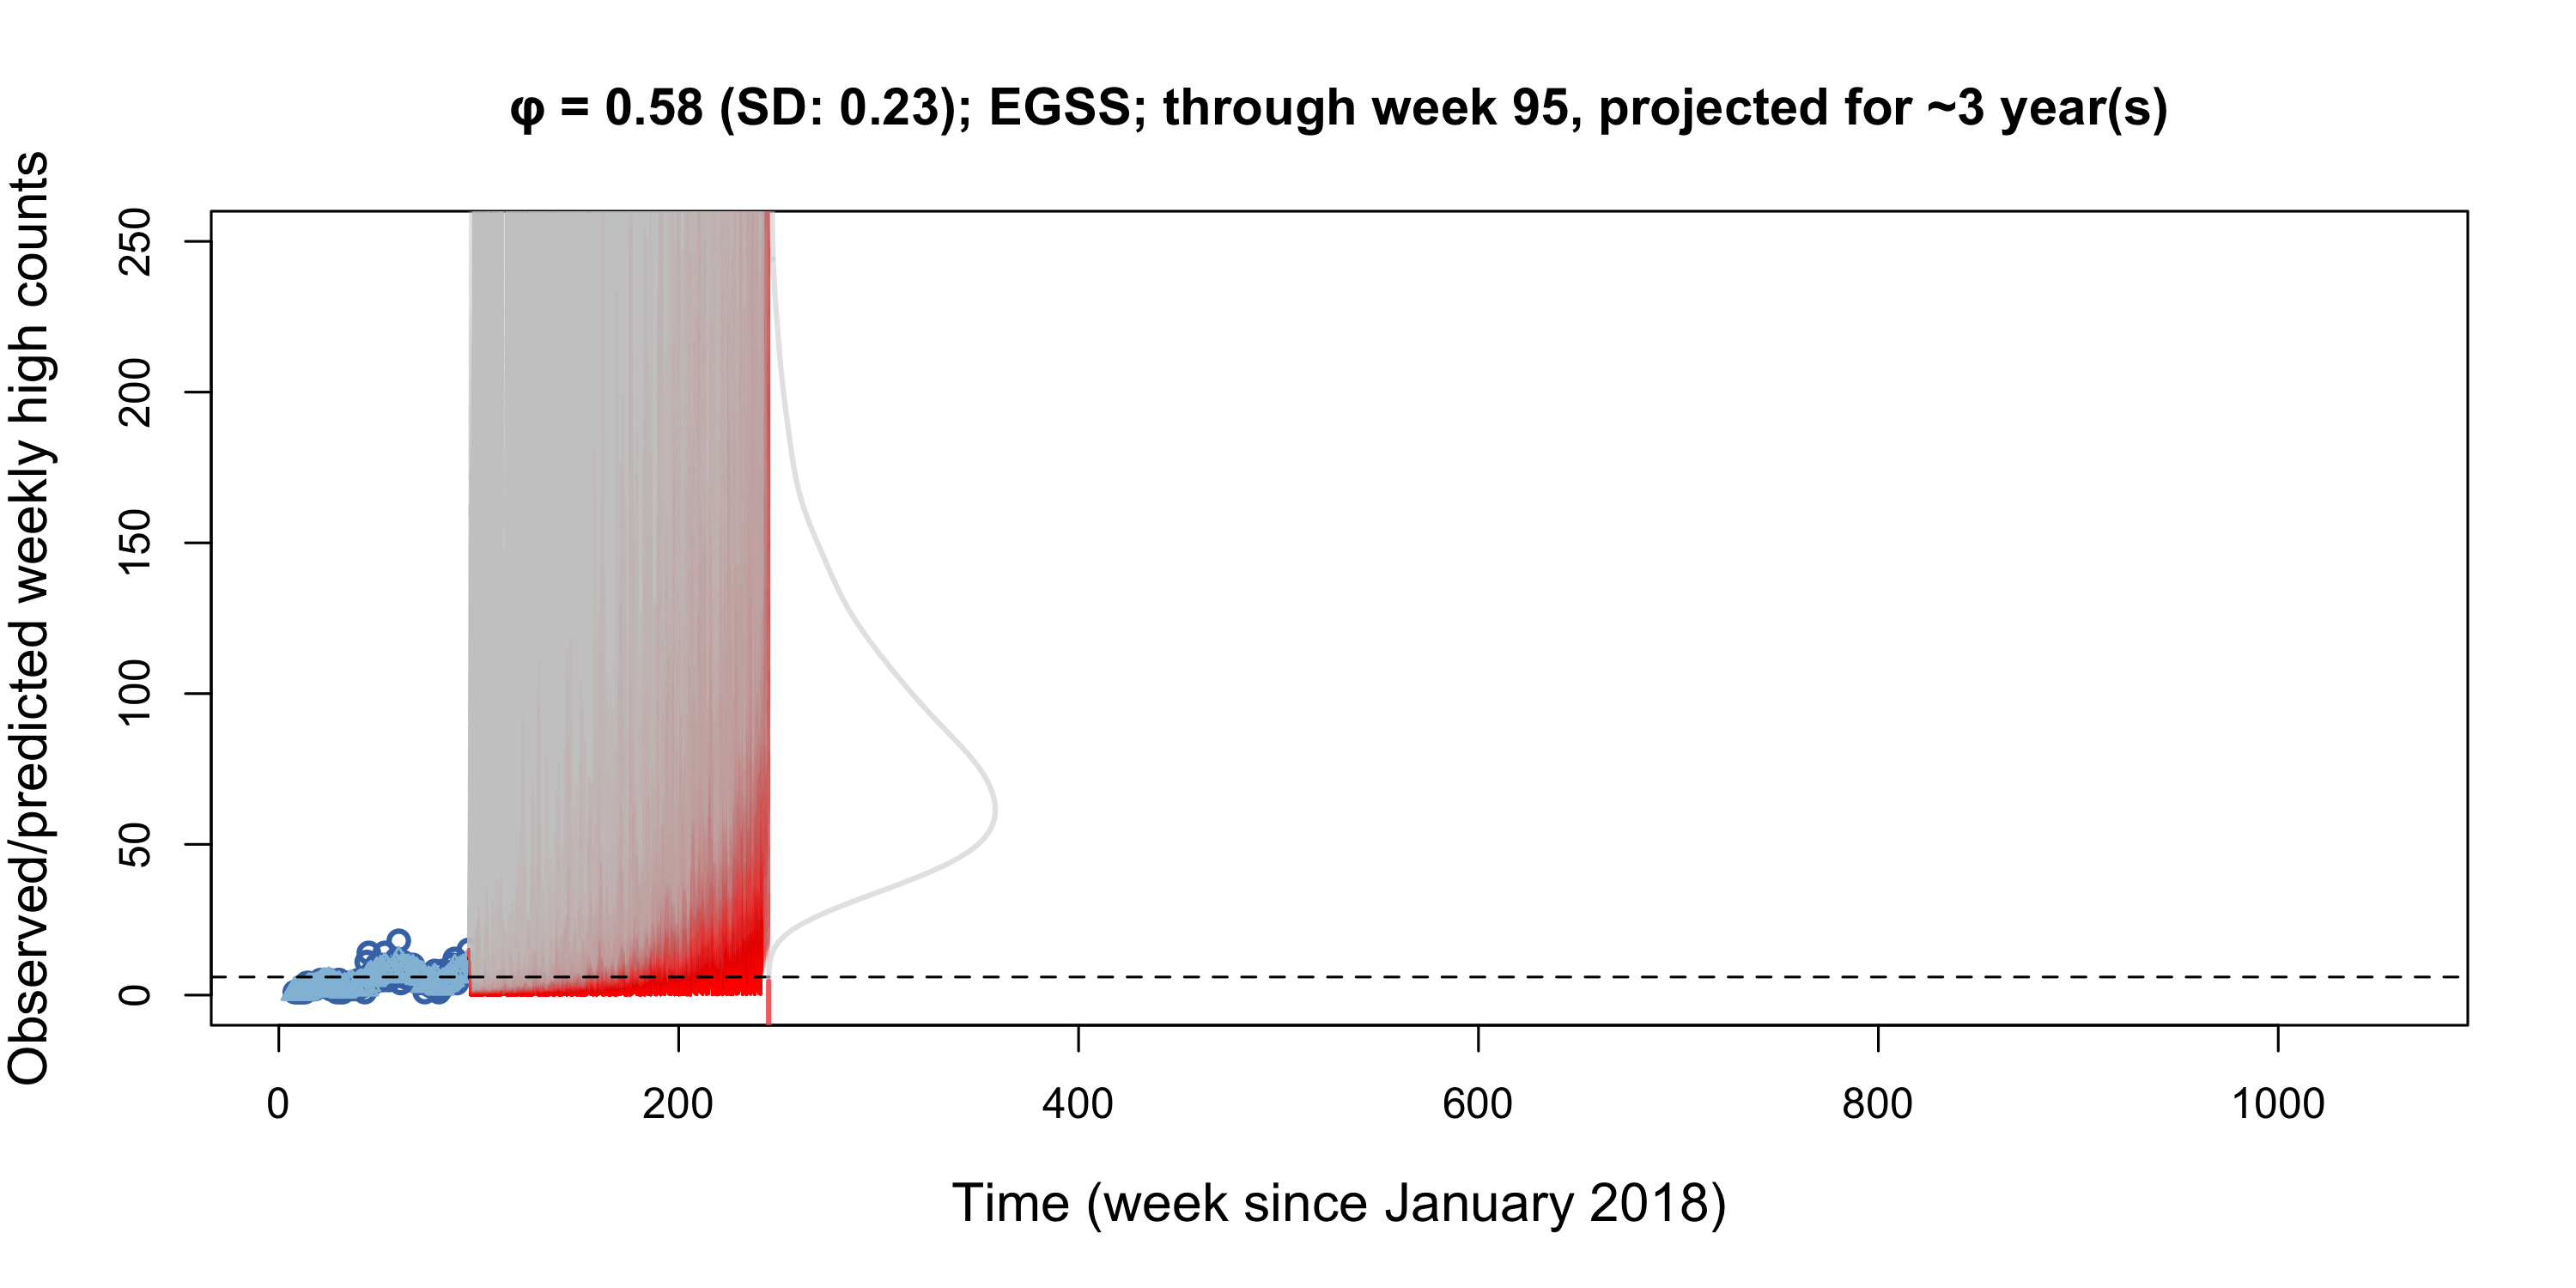 φ = 0.58 (SD: 0.23); EGSS; through week 95, projected for ~3 year(s)
Observed/predicted weekly high counts
250
200
150
100
50
0
0 200 400 600 800 1000
Time (week since January 2018)